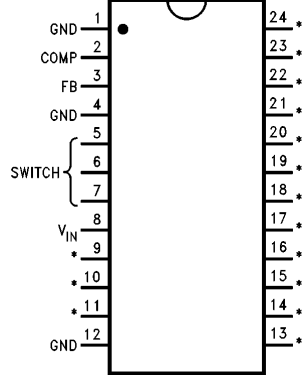 GND 1 24 *
COMP 2 23 *
FB 3 22 *
GND 4 21 *
5 20 *
SWITCH 6 19 *
7 18 *
VIN 8 17 *
* 9 16 *
* 10 15 *
* 11 14 *
GND 12 13 *